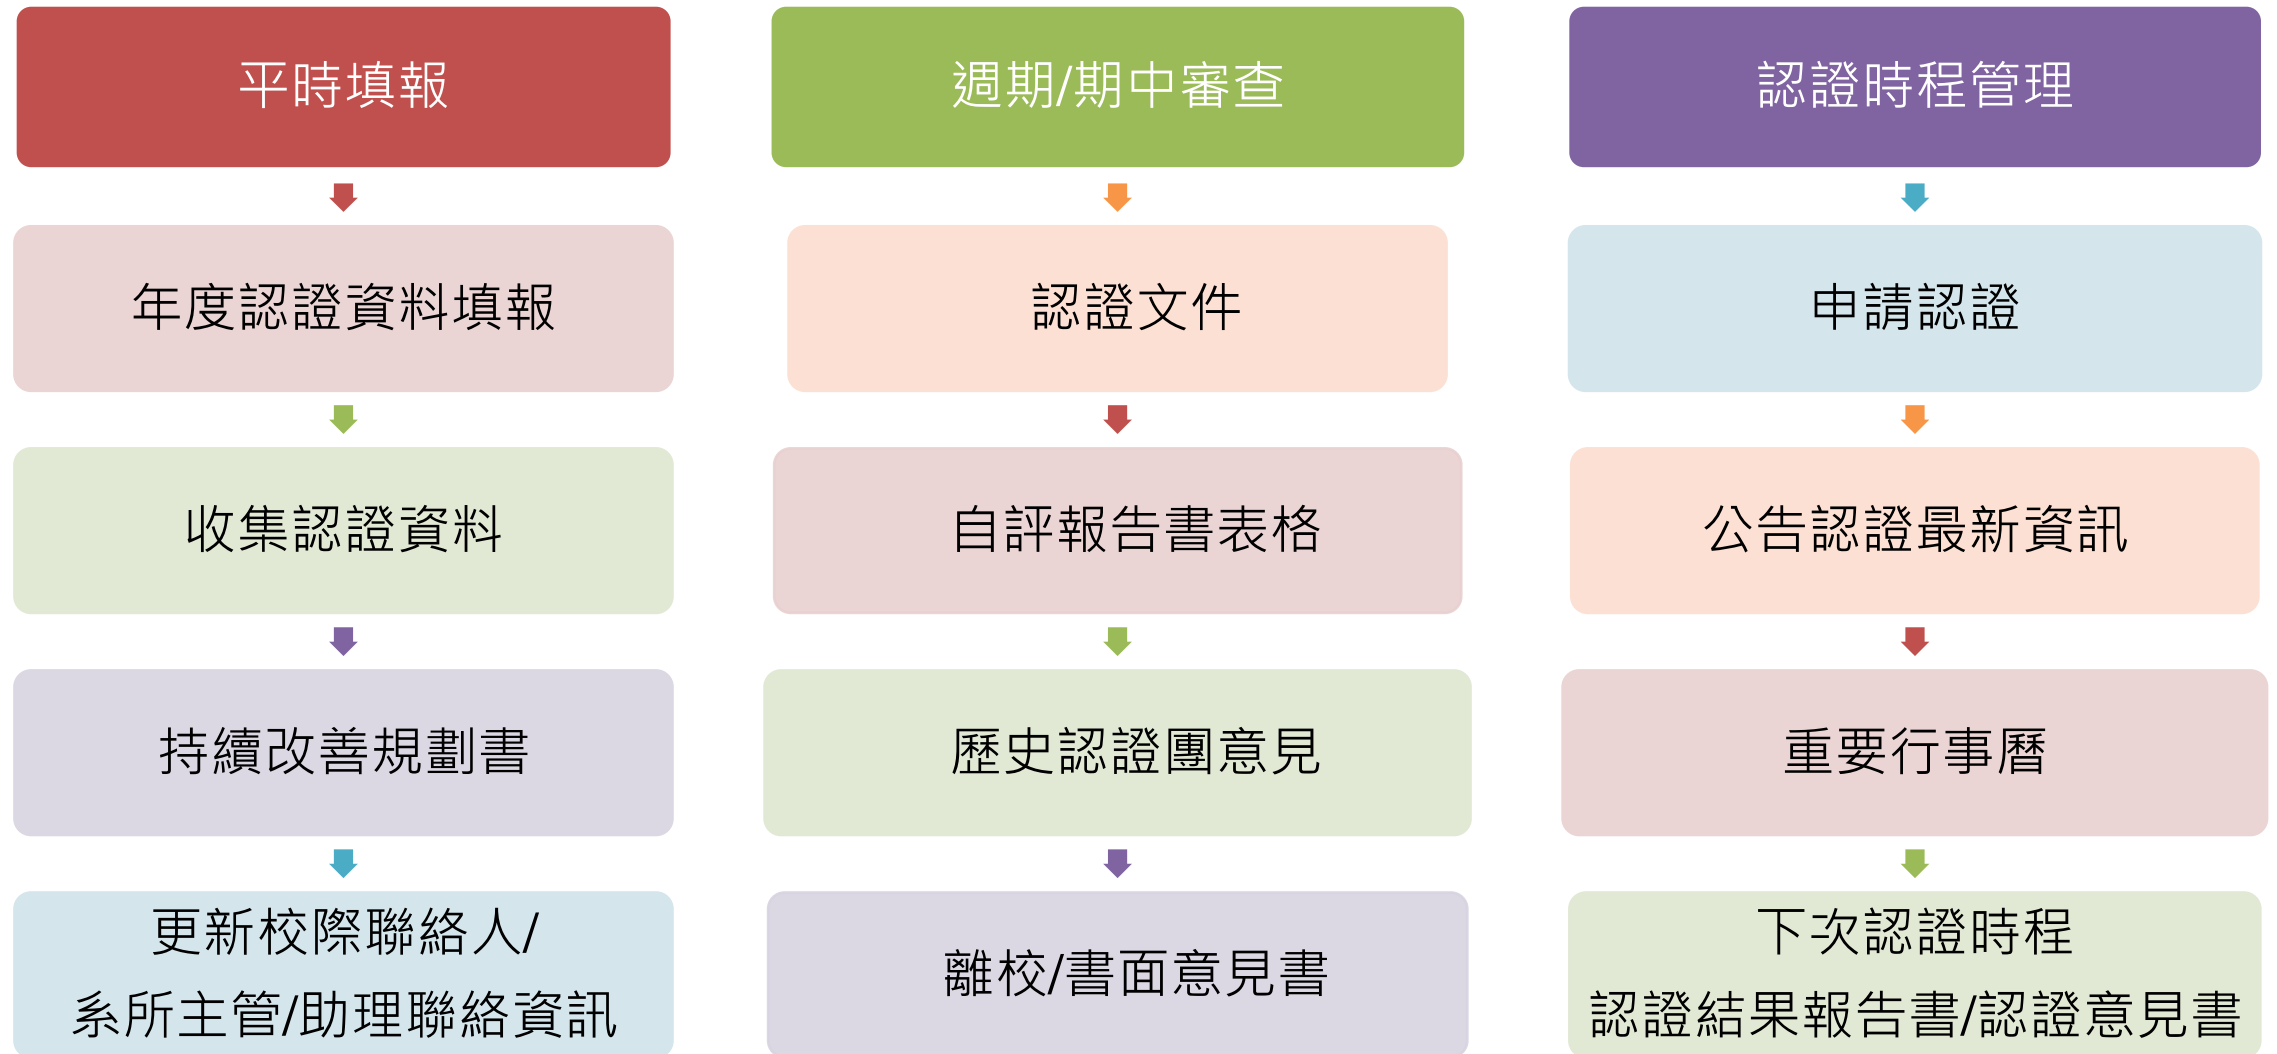 平時填報
年度認證資料填報
收集認證資料
持續改善規劃書
更新校際聯絡人/
系所主管/助理聯絡資訊
週期/期中審查
認證文件
自評報告書表格
歷史認證團意見
離校/書面意見書
認證時程管理
申請認證
公告認證最新資訊
重要行事曆
下次認證時程
認證結果報告書/認證意見書